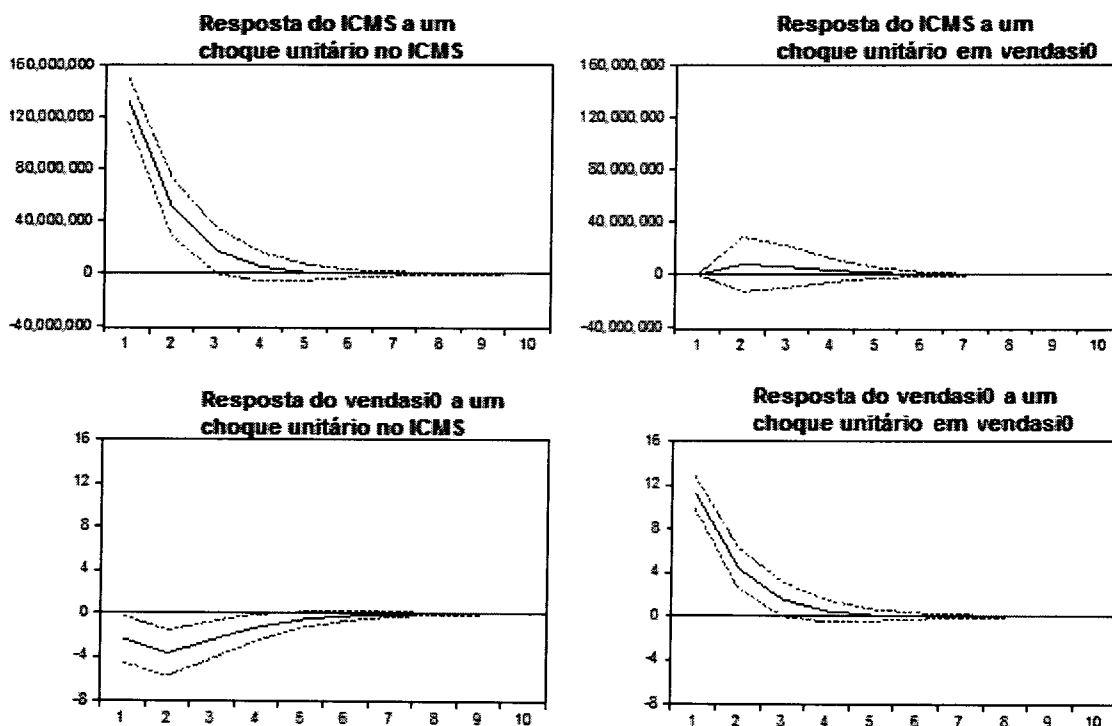 Resposta do ICMS a um
choque unitário no ICMS
160,000,000
120,000,000
80,000,000
40,000,000
0
-40,000,000
1 2 3 4 5 6 7 8 9 10
Resposta do ICMS a um
choque unitário em vendasi0
160,000,000
120,000,000
80,000,000
40,000,000
0
-40,000,000
1 2 3 4 5 6 7 8 9 10
Resposta do vendasi0 a um
choque unitário no ICMS
16
12
8
4
0
-4
-8
1 2 3 4 5 6 7 8 9 10
Resposta do vendasi0 a um
choque unitário em vendasi0
16
12
8
4
0
-4
-8
1 2 3 4 5 6 7 8 9 10